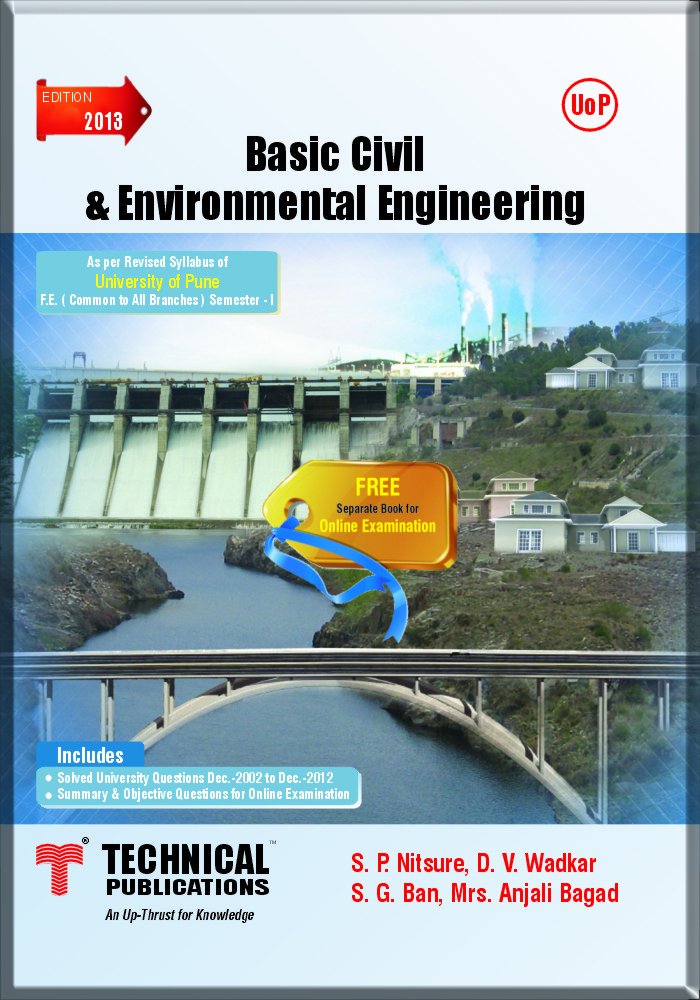 EDITION
2013
UoP
Basic Civil
& Environmental Engineering
As per Revised Syllabus of
University of Pune
F.E. ( Common to All Branches ) Semester - I
FREE
Separate Book for
Online Examination
Includes
• Solved University Questions Dec.-2002 to Dec.-2012
• Summary & Objective Questions for Online Examination
®
TECHNICAL™
PUBLICATIONS
An Up-Thrust for Knowledge
S. P. Nitsure, D. V. Wadkar
S. G. Ban, Mrs. Anjali Bagad